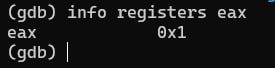 (gdb) info registers eax
eax            0x1
(gdb)